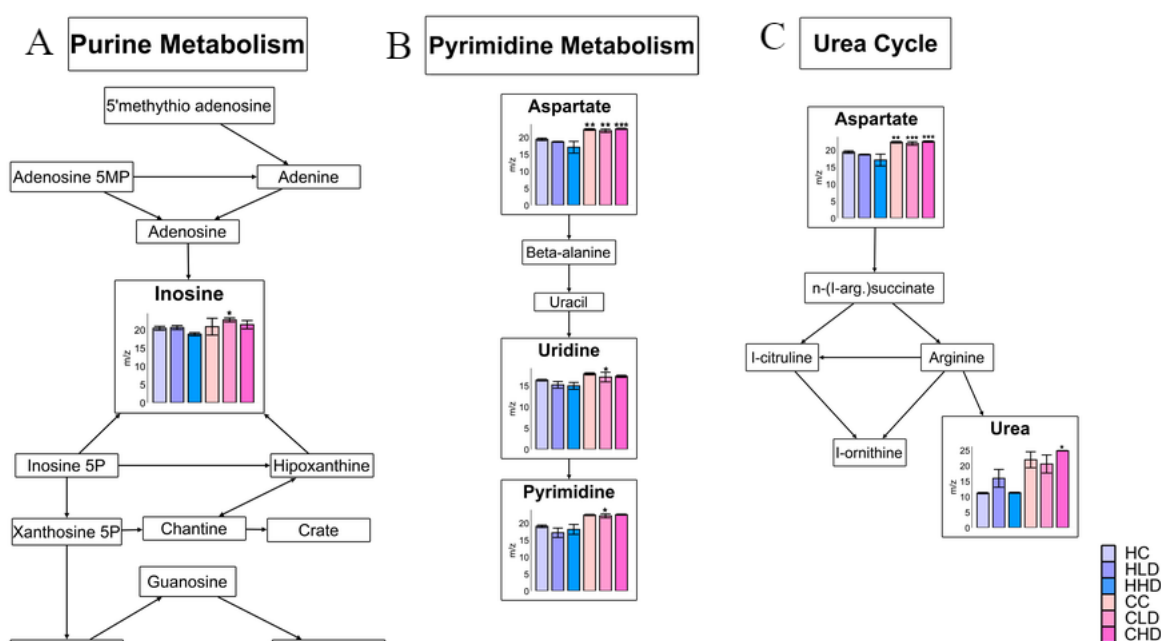 A
Purine Metabolism
5'methythio adenosine
Adenosine 5MP
Adenine
Adenosine
Inosine
*
m/z
20
15
10
5
0
Inosine 5P
Hipoxanthine
Xanthosine 5P
Chantine
Crate
Guanosine
B
Pyrimidine Metabolism
Aspartate
** ** ***
m/z
20
15
10
5
0
Beta-alanine
Uracil
Uridine
*
m/z
15
10
5
0
Pyrimidine
*
m/z
20
15
10
5
0
C
Urea Cycle
Aspartate
** *** ***
m/z
20
15
10
5
0
n-(l-arg.)succinate
l-citruline
Arginine
l-ornithine
Urea
*
m/z
25
20
15
10
5
0
HC
HLD
HHD
CC
CLD
CHD